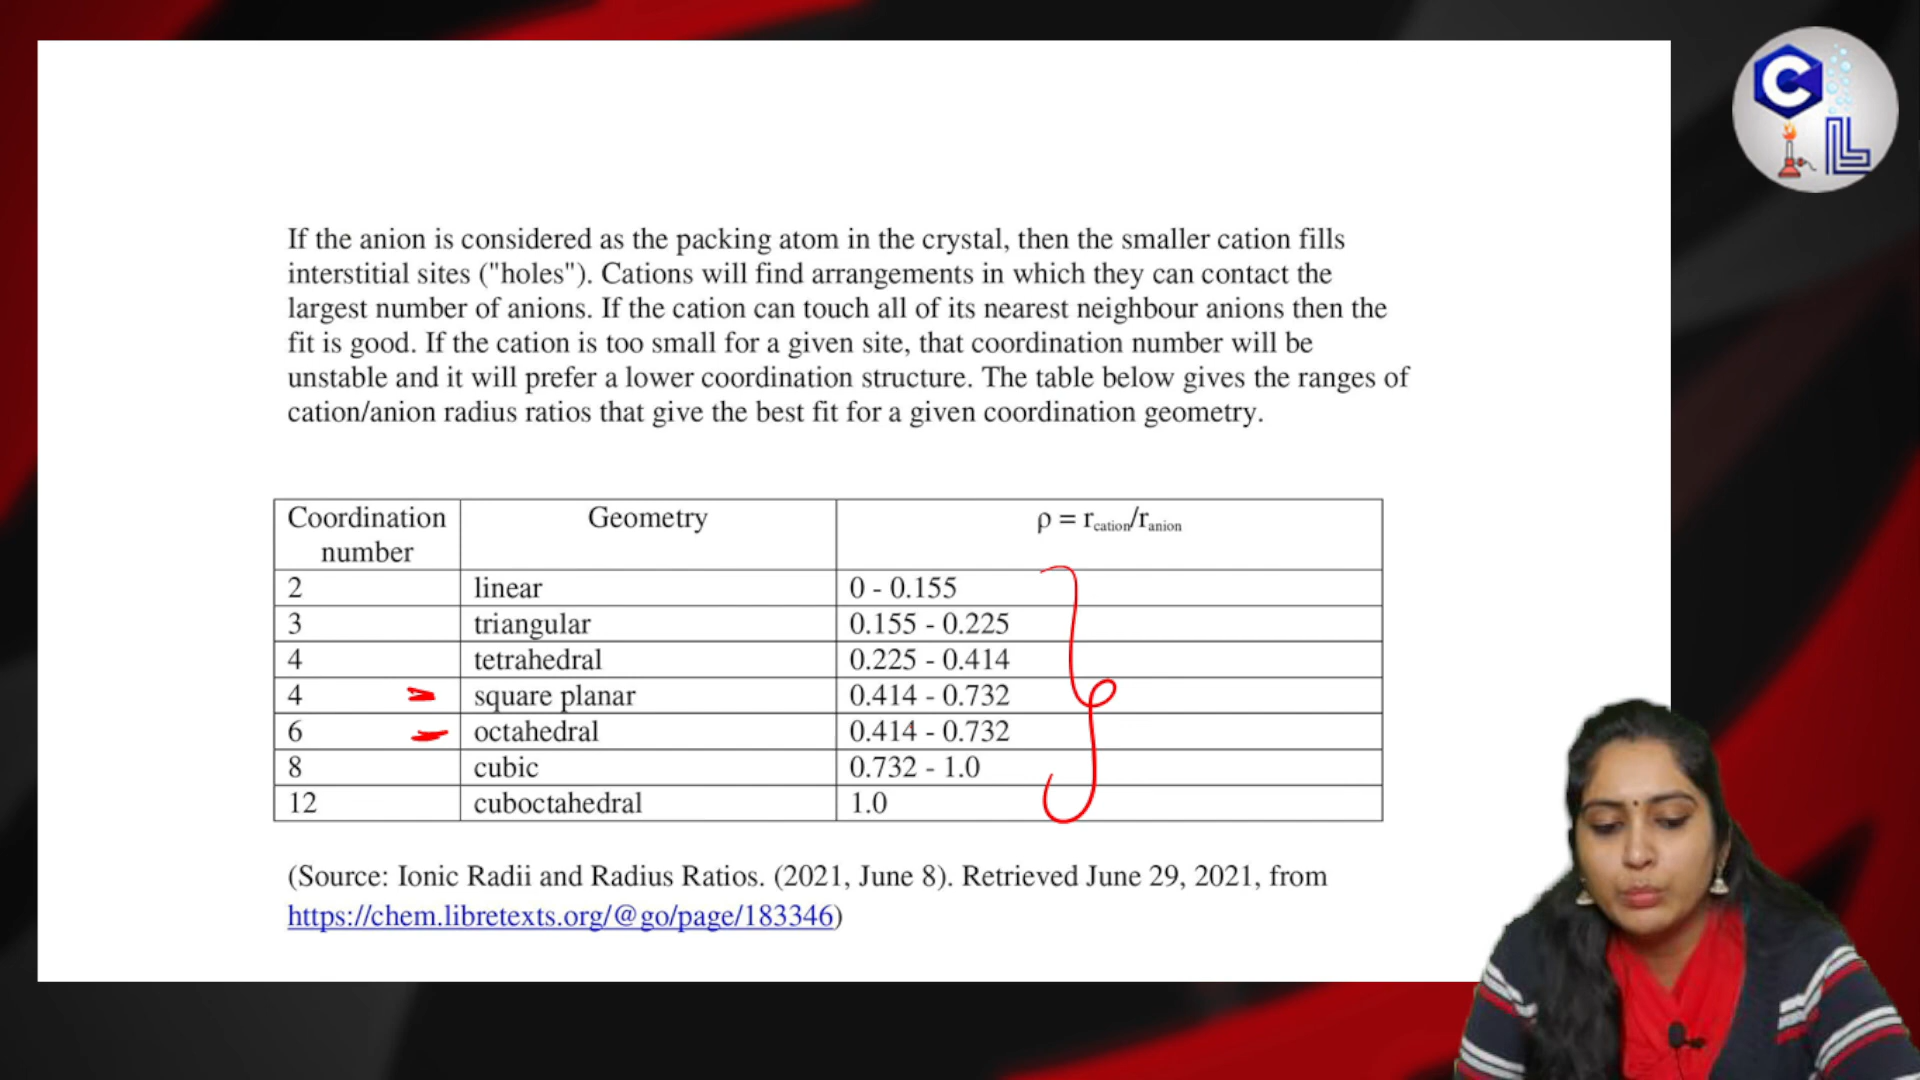 If the anion is considered as the packing atom in the crystal, then the smaller cation fills
interstitial sites ("holes"). Cations will find arrangements in which they can contact the
largest number of anions. If the cation can touch all of its nearest neighbour anions then the
fit is good. If the cation is too small for a given site, that coordination number will be
unstable and it will prefer a lower coordination structure. The table below gives the ranges of
cation/anion radius ratios that give the best fit for a given coordination geometry.
Coordination number Geometry ρ = rcation/ranion
2 linear 0 - 0.155
3 triangular 0.155 - 0.225
4 tetrahedral 0.225 - 0.414
4 square planar 0.414 - 0.732
6 octahedral 0.414 - 0.732
8 cubic 0.732 - 1.0
12 cuboctahedral 1.0
(Source: Ionic Radii and Radius Ratios. (2021, June 8). Retrieved June 29, 2021, from
https://chem.libretexts.org/@go/page/183346)
C
L